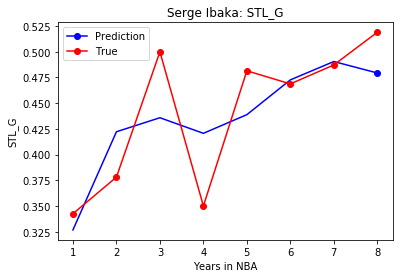 Serge Ibaka: STL_G
Prediction
True
STL_G
0.525
0.500
0.475
0.450
0.425
0.400
0.375
0.350
0.325
1 2 3 4 5 6 7 8
Years in NBA